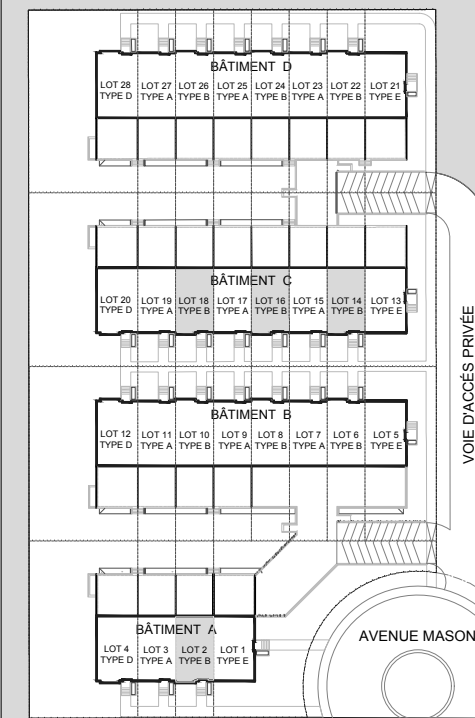 BÂTIMENT D
LOT 28 LOT 27 LOT 26 LOT 25 LOT 24 LOT 23 LOT 22 LOT 21
TYPE D TYPE A TYPE B TYPE A TYPE B TYPE A TYPE B TYPE E
BÂTIMENT C
LOT 20 LOT 19 LOT 18 LOT 17 LOT 16 LOT 15 LOT 14 LOT 13
TYPE D TYPE A TYPE B TYPE A TYPE B TYPE A TYPE B TYPE E
VOIE D'ACCÉS PRIVÉE
BÂTIMENT B
LOT 12 LOT 11 LOT 10 LOT 9 LOT 8 LOT 7 LOT 6 LOT 5
TYPE D TYPE A TYPE B TYPE A TYPE B TYPE A TYPE B TYPE E
BÂTIMENT A
LOT 4 LOT 3 LOT 2 LOT 1
TYPE D TYPE A TYPE B TYPE E
AVENUE MASON